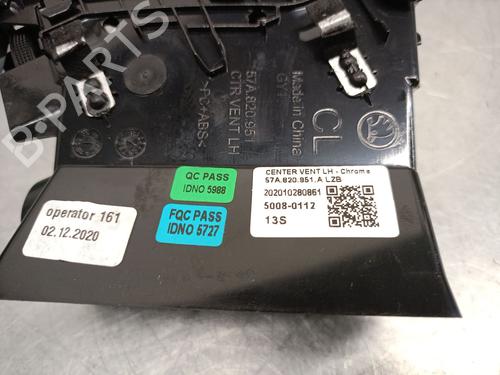 57A.820.951
CTR.VENT LH
>PC+ABS<
Made in China
CL
B-PARTS
QC PASS
IDNO 5988
FQC PASS
IDNO 5727
operator 161
02.12.2020
CENTER VENT LH - Chrome
57A.820.951.A LZB
202010280861
5008-0112
13S